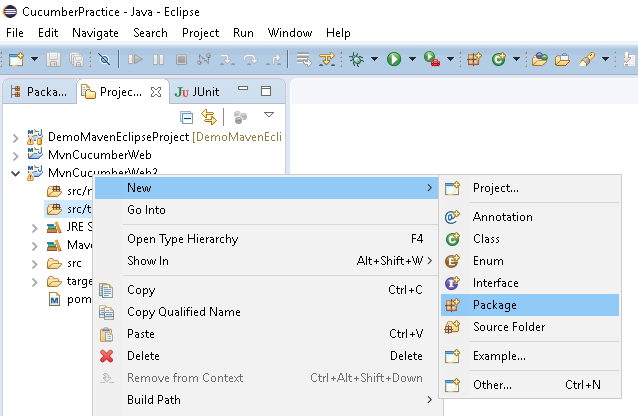 CucumberPractice - Java - Eclipse
File Edit Navigate Search Project Run Window Help
Packa... Projec... JUnit
DemoMavenEclipseProject [DemoMavenEcli
MvnCucumberWeb
MvnCucumberWeb2
src/
src/t
JRE S
Mave
src
targe
pom
New
Go Into
Open Type Hierarchy F4
Show In Alt+Shift+W
Copy Ctrl+C
Copy Qualified Name
Paste Ctrl+V
Delete Delete
Remove from Context Ctrl+Alt+Shift+Down
Build Path
Project...
Annotation
Class
Enum
Interface
Package
Source Folder
Example...
Other... Ctrl+N